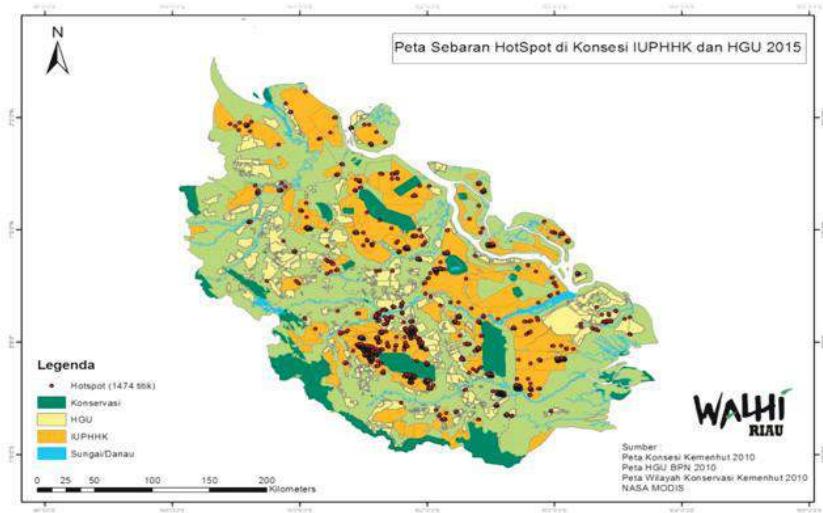 Peta Sebaran HotSpot di Konsesi IUPHHK dan HGU 2015
N
Legenda
Hotspot (1474 titik)
Konservasi
HGU
IUPHHK
Sungai/Danau
0 25 50 100 150 200
Kilometers
WALHI
RIAU
Sumber :
Peta Konsesi Kemenhut 2010
Peta HGU BPN 2010
Peta Wilayah Konservasi Kemenhut 2010
NASA MODIS